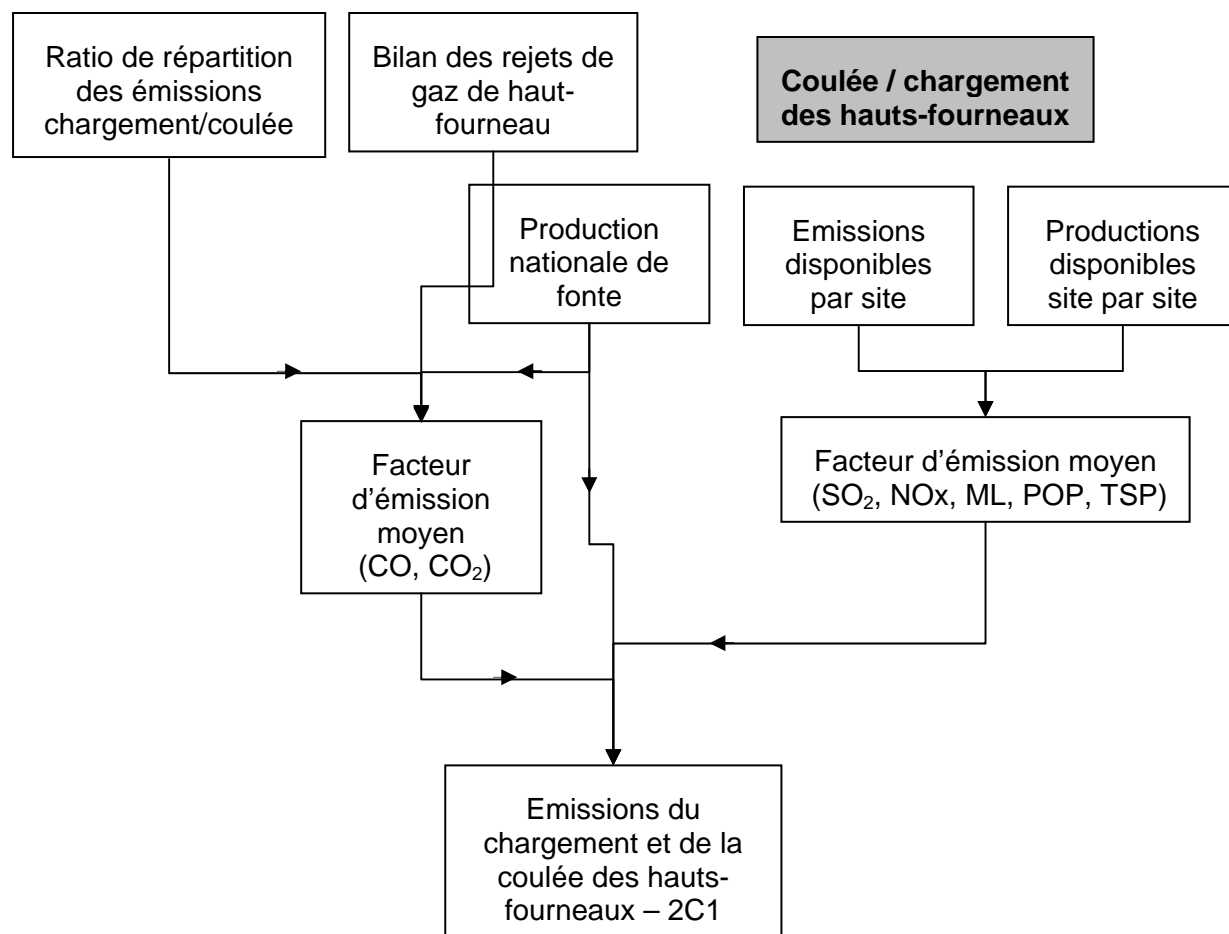 Ratio de répartition
des émissions
chargement/coulée
Bilan des rejets de
gaz de haut-
fourneau
Coulée / chargement
des hauts-fourneaux
Production
nationale de
fonte
Emissions
disponibles
par site
Productions
disponibles
site par site
Facteur
d’émission
moyen
(CO, CO₂)
Facteur d’émission moyen
(SO₂, NOx, ML, POP, TSP)
Emissions du
chargement et de la
coulée des hauts-
fourneaux – 2C1